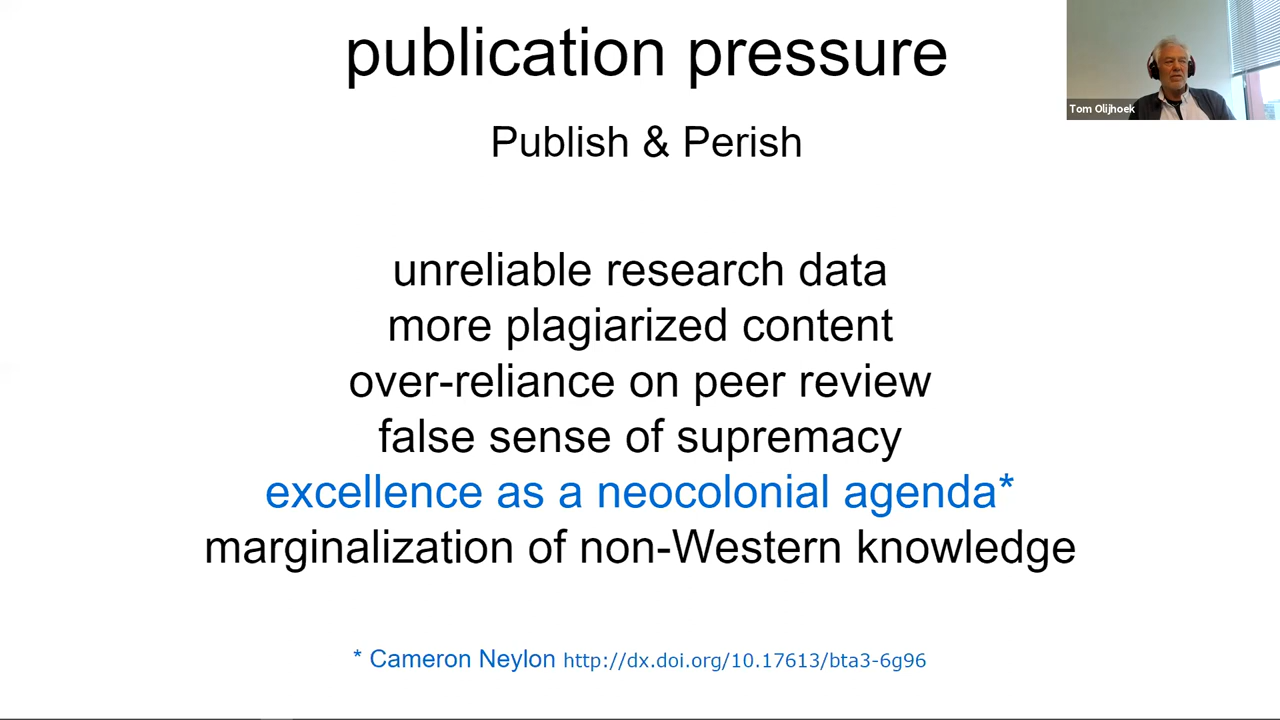 publication pressure
Tom Olijhoek
Publish & Perish
unreliable research data
more plagiarized content
over-reliance on peer review
false sense of supremacy
excellence as a neocolonial agenda*
marginalization of non-Western knowledge
* Cameron Neylon http://dx.doi.org/10.17613/bta3-6g96